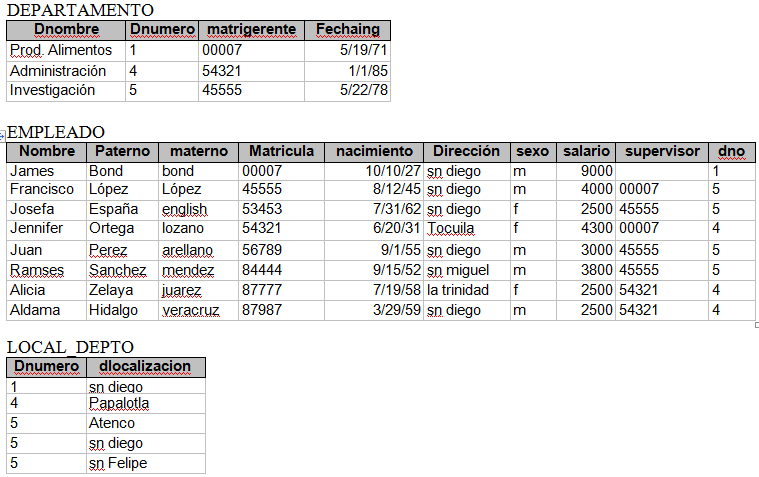 DEPARTAMENTO
Dnombre Dnumero matrigerente Fechaing
Prod. Alimentos 1 00007 5/19/71
Administración 4 54321 1/1/85
Investigación 5 45555 5/22/78
EMPLEADO
Nombre Paterno materno Matricula nacimiento Dirección sexo salario supervisor dno
James Bond bond 00007 10/10/27 sn diego m 9000 1
Francisco López López 45555 8/12/45 sn diego m 4000 00007 5
Josefa España english 53453 7/31/62 sn diego f 2500 45555 5
Jennifer Ortega lozano 54321 6/20/31 Tocuila f 4300 00007 4
Juan Perez arellano 56789 9/1/55 sn diego m 3000 45555 5
Ramses Sanchez mendez 84444 9/15/52 sn miguel m 3800 45555 5
Alicia Zelaya juarez 87777 7/19/58 la trinidad f 2500 54321 4
Aldama Hidalgo veracruz 87987 3/29/59 sn diego m 2500 54321 4
LOCAL_DEPTO
Dnumero dlocalizacion
1 sn diego
4 Papalotla
5 Atenco
5 sn diego
5 sn Felipe